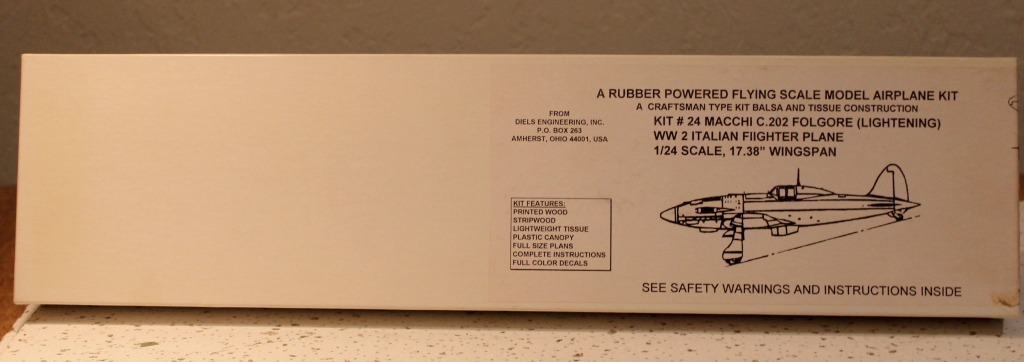 A RUBBER POWERED FLYING SCALE MODEL AIRPLANE KIT
A CRAFTSMAN TYPE KIT BALSA AND TISSUE CONSTRUCTION
KIT # 24 MACCHI C.202 FOLGORE (LIGHTENING)
WW 2 ITALIAN FIIGHTER PLANE
1/24 SCALE, 17.38" WINGSPAN
FROM
DIELS ENGINEERING, INC.
P.O. BOX 263
AMHERST, OHIO 44001, USA
KIT FEATURES:
PRINTED WOOD
STRIPWOOD
LIGHTWEIGHT TISSUE
PLASTIC CANOPY
FULL SIZE PLANS
COMPLETE INSTRUCTIONS
FULL COLOR DECALS
SEE SAFETY WARNINGS AND INSTRUCTIONS INSIDE